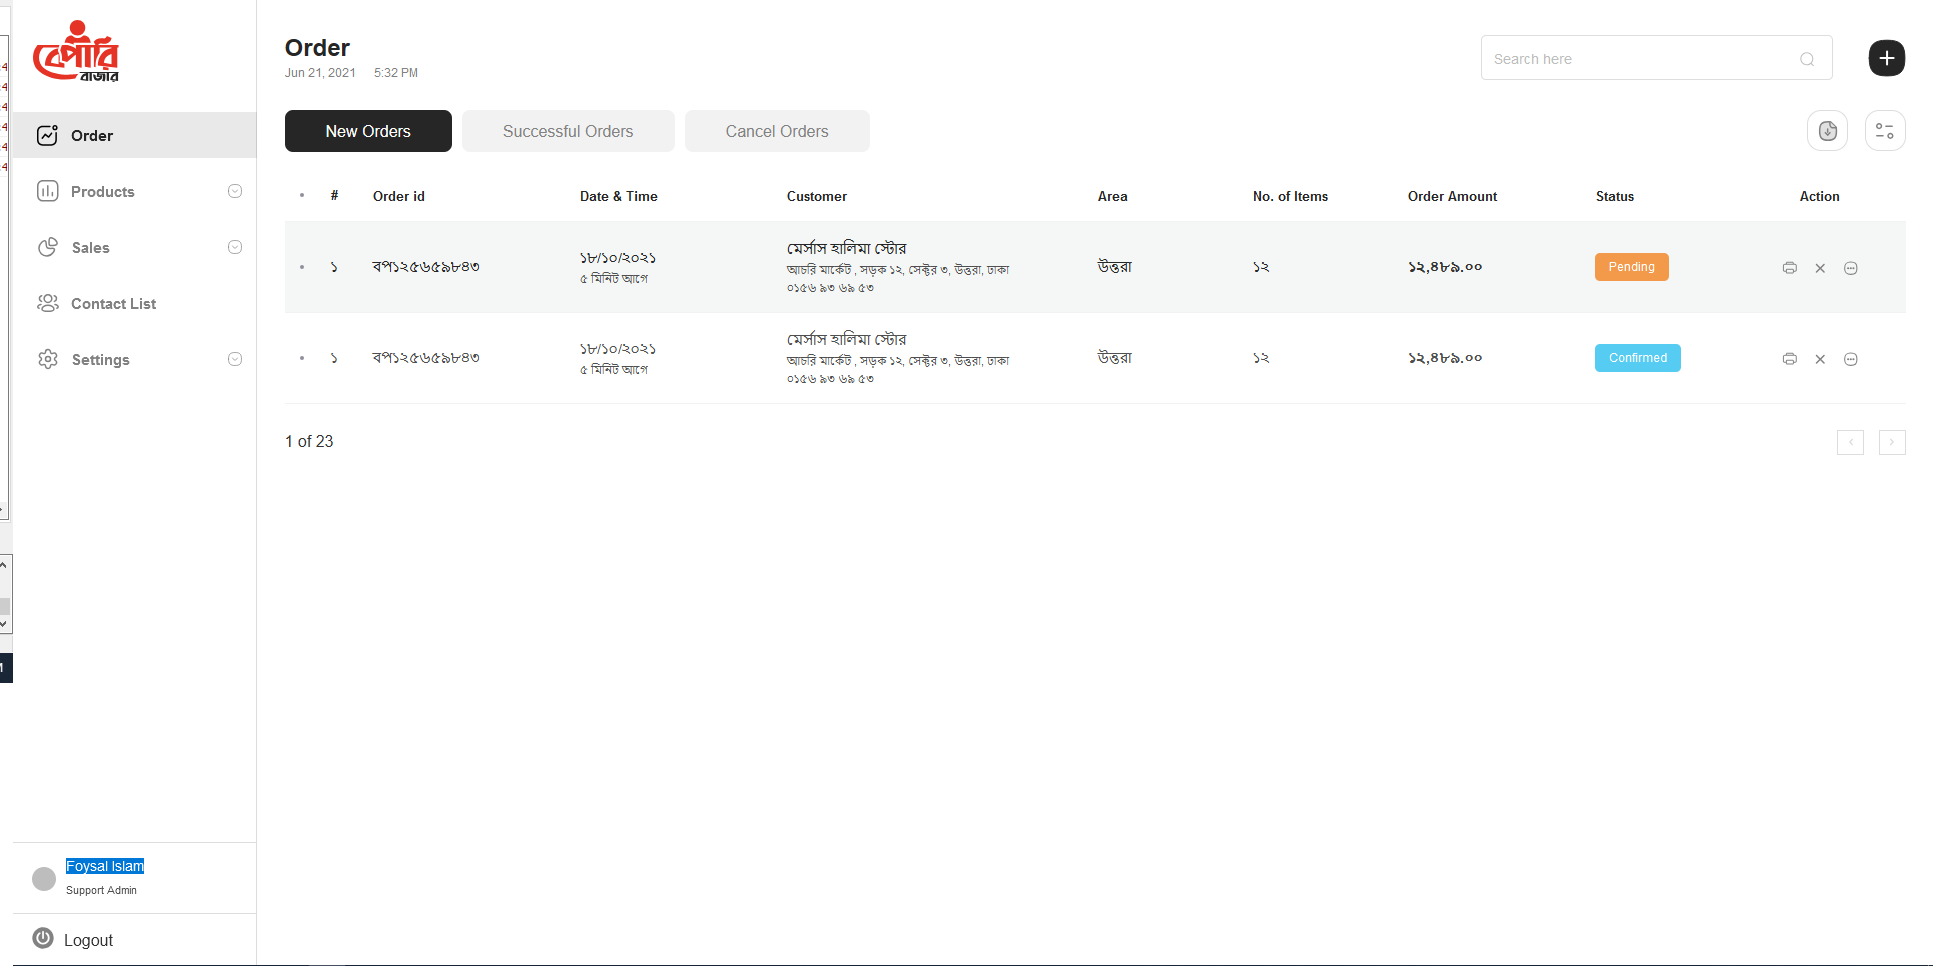 বেপারি
বাজার
Order
Jun 21, 2021 5:32 PM
Search here
Order
Products
Sales
Contact List
Settings
New Orders Successful Orders Cancel Orders
# Order id Date & Time Customer Area No. of Items Order Amount Status Action
১ বপ১২৫৬৫৯৮৪৩ ১৮/১০/২০২১ মের্সাস হালিমা স্টোর উত্তরা ১২ ১২,৪৮৯.০০ Pending
৫ মিনিট আগে আচরি মার্কেট , সড়ক ১২, সেক্টর ৩, উত্তরা, ঢাকা
০১৫৬ ৯৩ ৬৯ ৫৩
১ বপ১২৫৬৫৯৮৪৩ ১৮/১০/২০২১ মের্সাস হালিমা স্টোর উত্তরা ১২ ১২,৪৮৯.০০ Confirmed
৫ মিনিট আগে আচরি মার্কেট , সড়ক ১২, সেক্টর ৩, উত্তরা, ঢাকা
০১৫৬ ৯৩ ৬৯ ৫৩
1 of 23
Foysal Islam
Support Admin
Logout